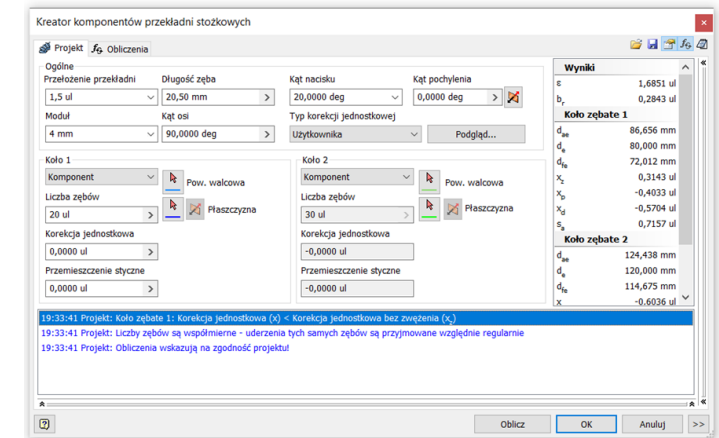 Kreator komponentów przekładni stożkowych
Projekt
Obliczenia
Ogólne
Przełożenie przekładni
Długość zęba
Kąt nacisku
Kąt pochylenia
1,5 ul
20,50 mm
20,0000 deg
0,0000 deg
Moduł
Kąt osi
Typ korekcji jednostkowej
4 mm
90,0000 deg
Użytkownika
Podgląd...
Koło 1
Komponent
Pow. walcowa
Liczba zębów
Płaszczyzna
20 ul
Korekcja jednostkowa
0,0000 ul
Przemieszczenie styczne
0,0000 ul
Koło 2
Komponent
Pow. walcowa
Liczba zębów
Płaszczyzna
30 ul
Korekcja jednostkowa
-0,0000 ul
Przemieszczenie styczne
-0,0000 ul
Wyniki
ε 1,6851 ul
br 0,2843 ul
Koło zębate 1
dae 86,656 mm
de 80,000 mm
dfe 72,012 mm
xz 0,3143 ul
xp -0,4033 ul
xd -0,5704 ul
sa 0,7157 ul
Koło zębate 2
dae 124,438 mm
de 120,000 mm
dfe 114,675 mm
x -0.6036 ul
19:33:41 Projekt: Koło zębate 1: Korekcja jednostkowa (x) < Korekcja jednostkowa bez zwężenia (xz)
19:33:41 Projekt: Liczby zębów są współmierne - uderzenia tych samych zębów są przyjmowane względnie regularnie
19:33:41 Projekt: Obliczenia wskazują na zgodność projektu!
Oblicz
OK
Anuluj
>>